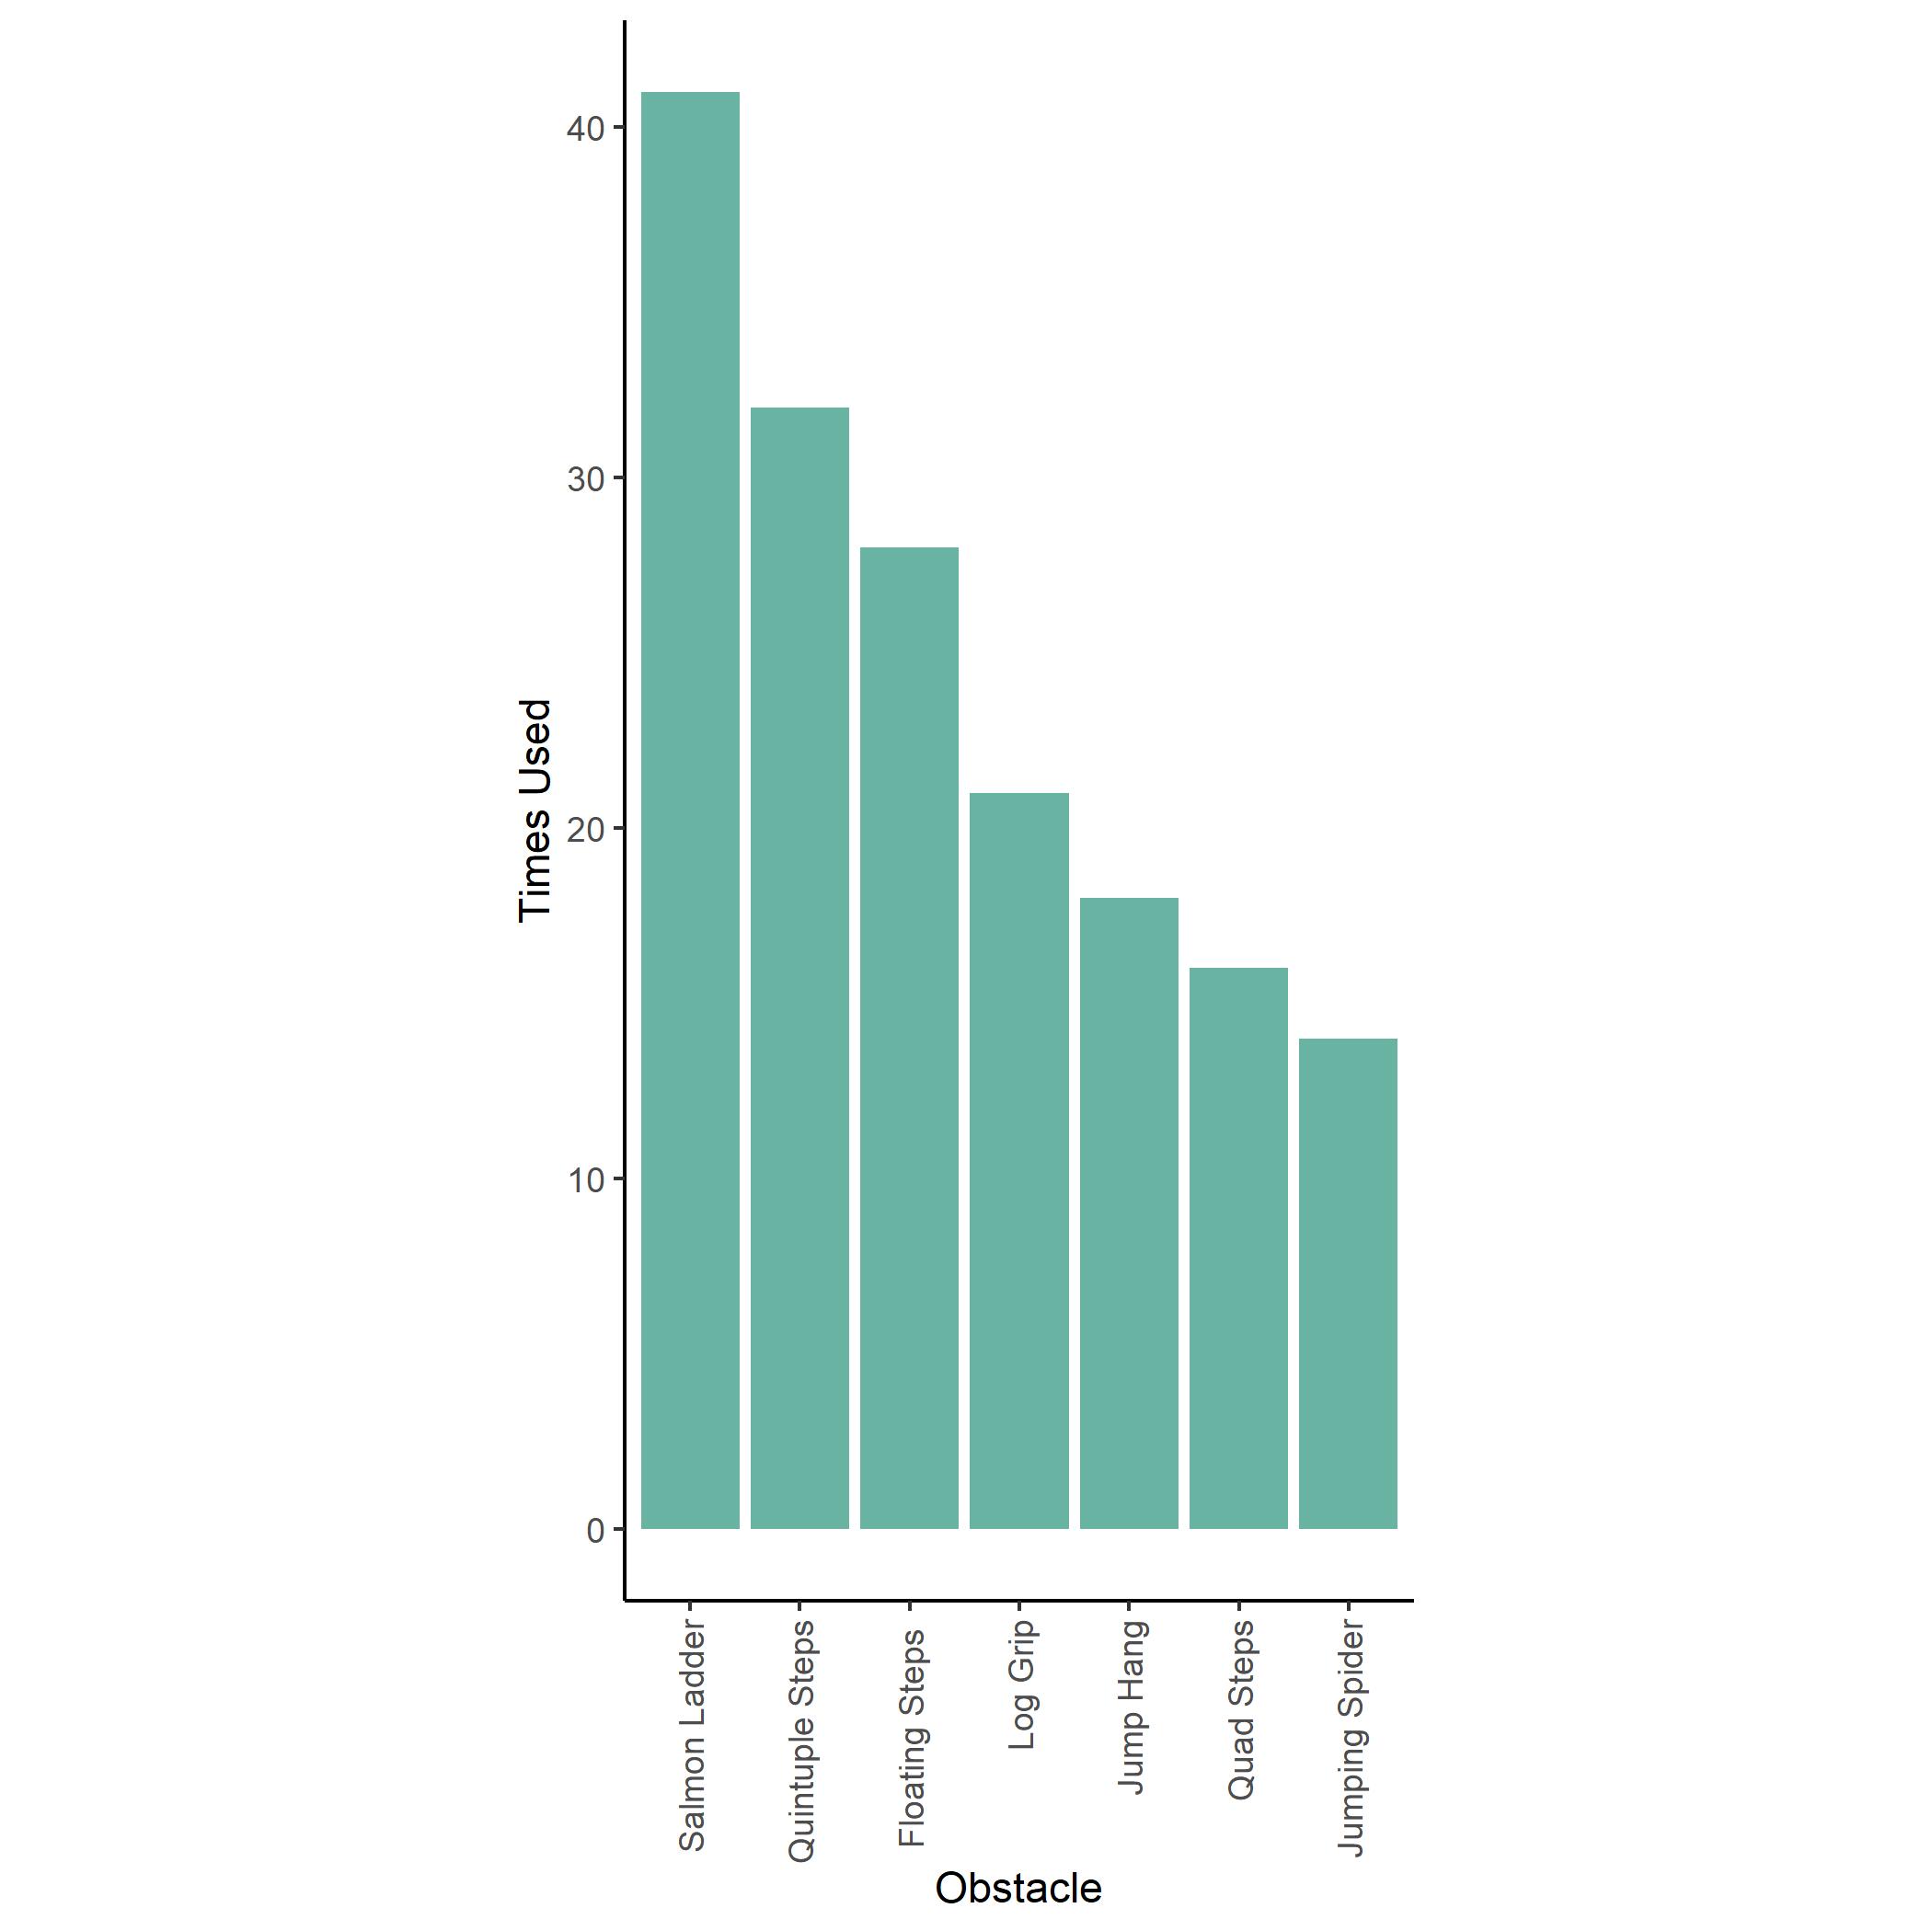 Times Used
40
30
20
10
0
Salmon Ladder
Quintuple Steps
Floating Steps
Log Grip
Jump Hang
Quad Steps
Jumping Spider
Obstacle